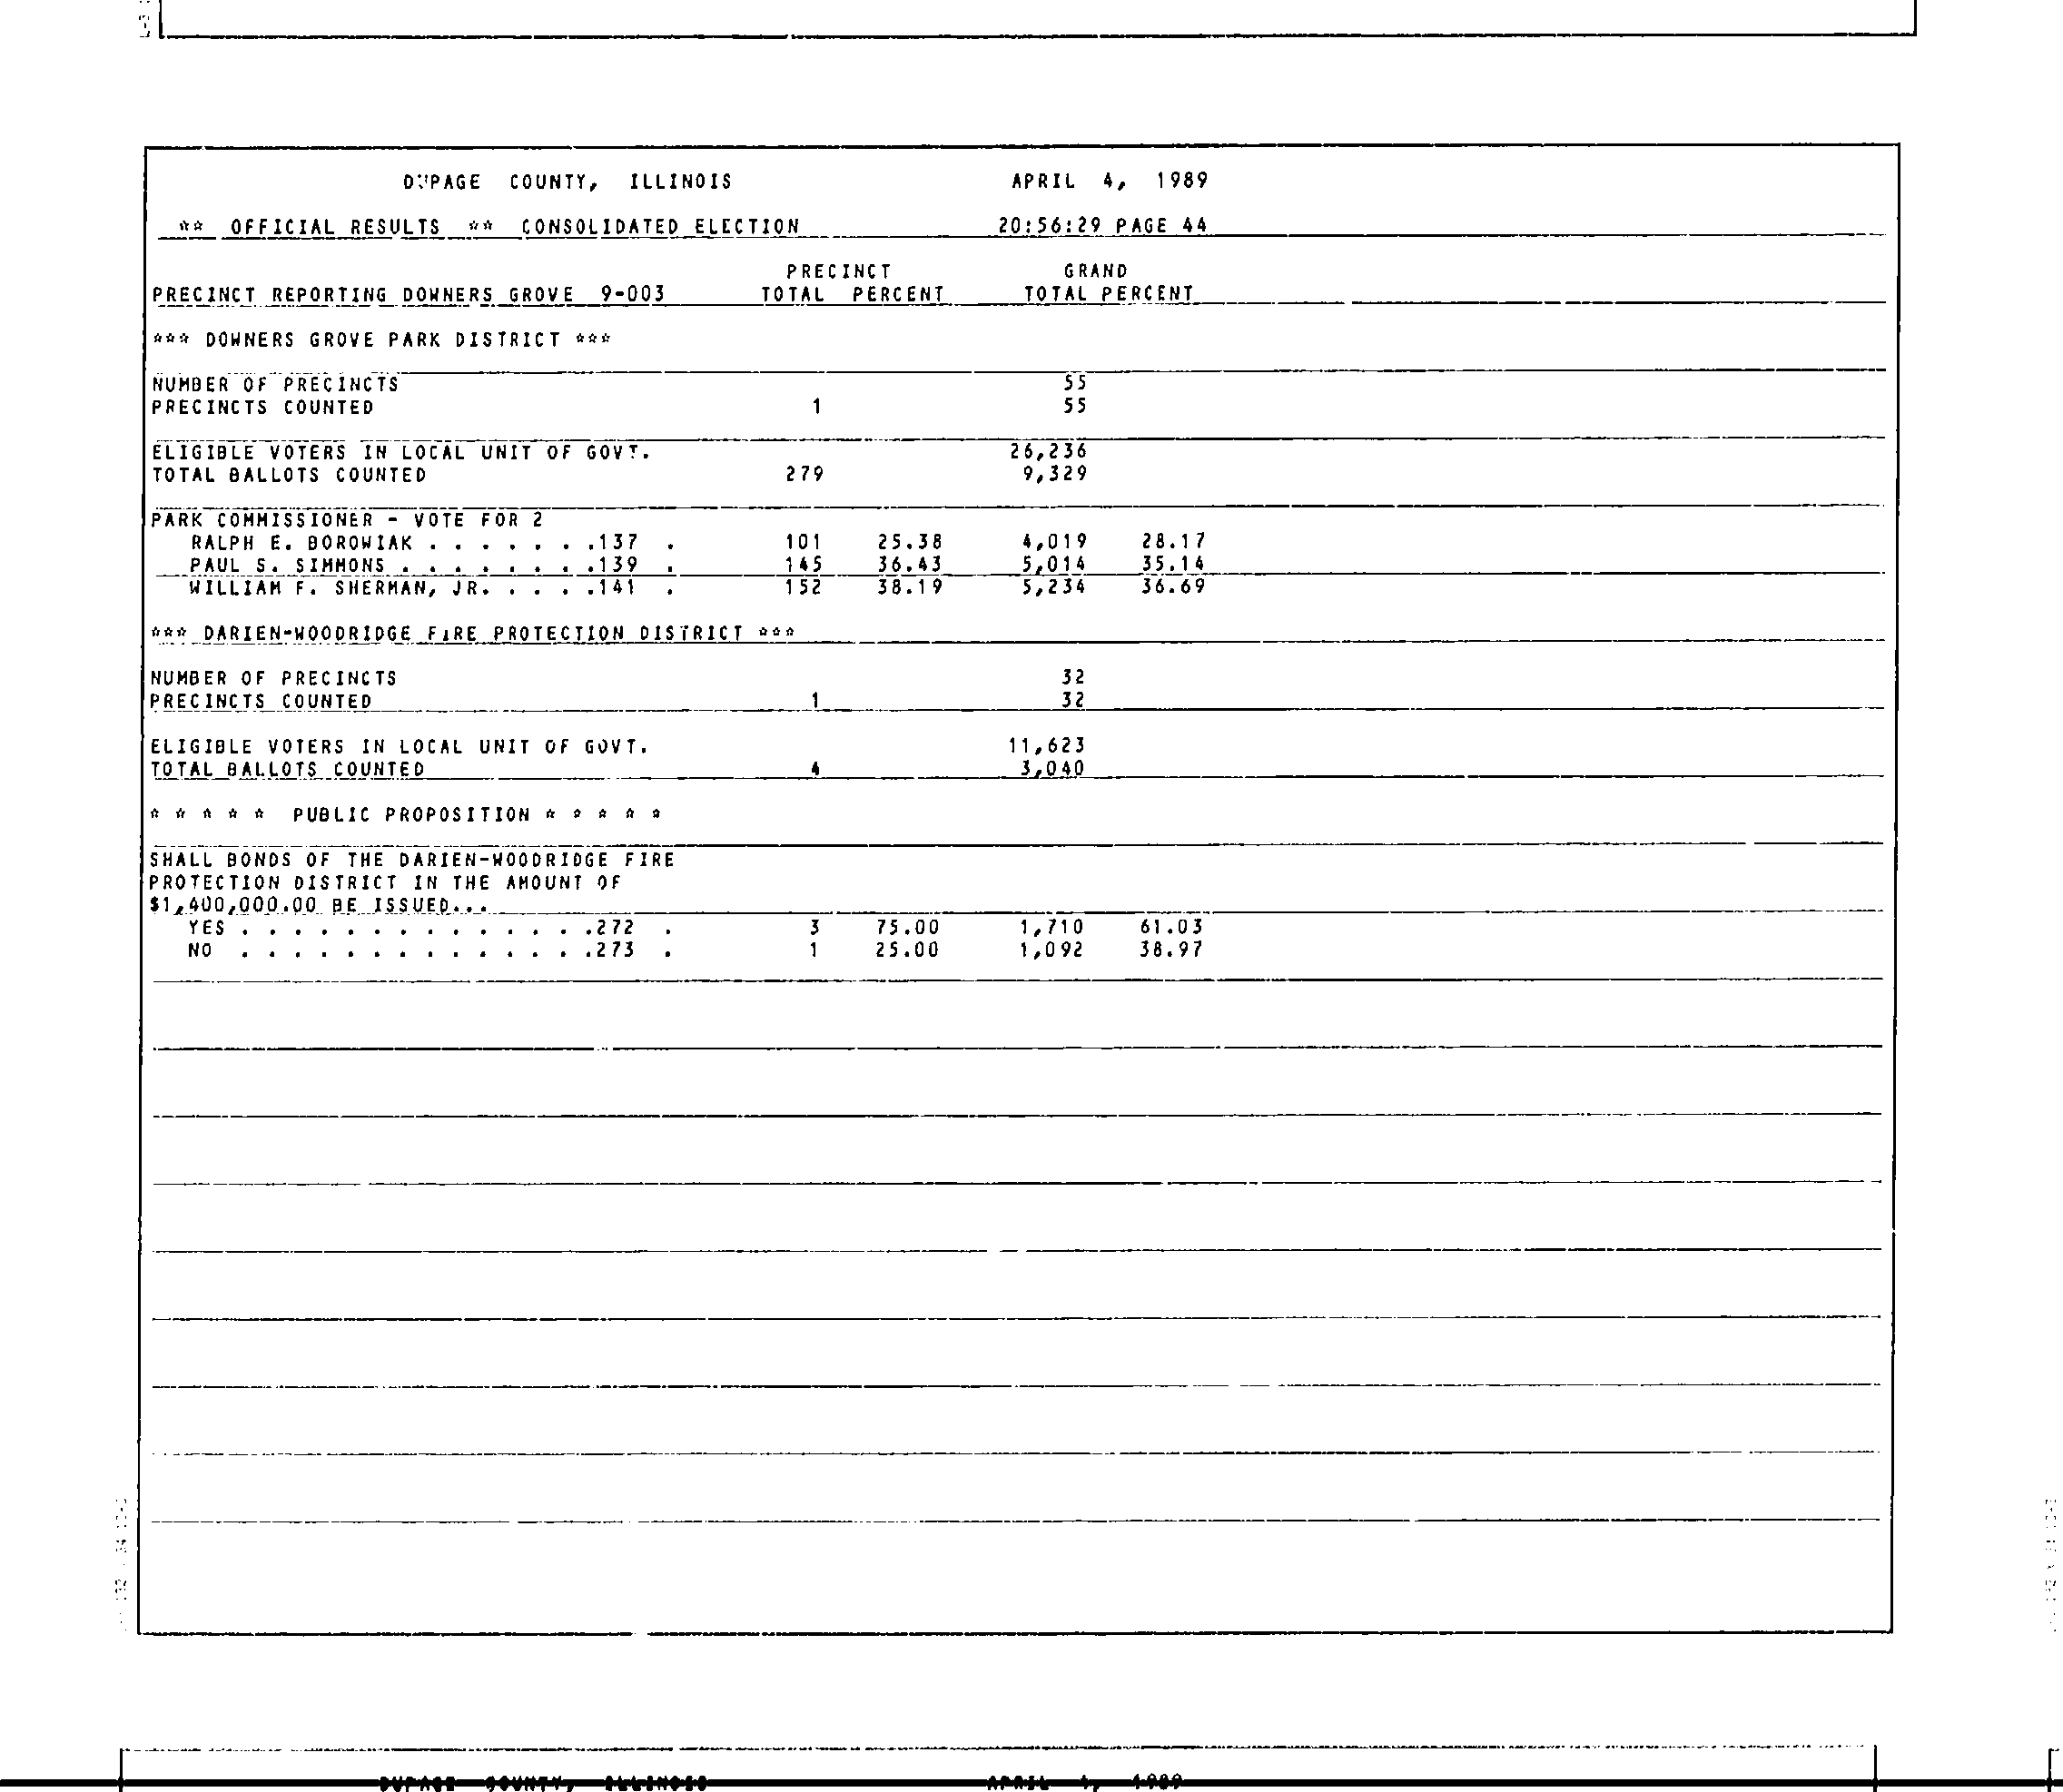 DUPAGE COUNTY, ILLINOIS APRIL 4, 1989
** OFFICIAL RESULTS ** CONSOLIDATED ELECTION 20:56:29 PAGE 44
PRECINCT GRAND
PRECINCT REPORTING DOWNERS GROVE 9-003 TOTAL PERCENT TOTAL PERCENT
*** DOWNERS GROVE PARK DISTRICT ***
NUMBER OF PRECINCTS 55
PRECINCTS COUNTED 1 55
ELIGIBLE VOTERS IN LOCAL UNIT OF GOVT. 26,236
TOTAL BALLOTS COUNTED 279 9,329
PARK COMMISSIONER - VOTE FOR 2
RALPH E. BOROWIAK . . . . . . .137 . 101 25.38 4,019 28.17
PAUL S. SIMMONS . . . . . . . .139 . 145 36.43 5,014 35.14
WILLIAM F. SHERMAN, JR. . . . .141 . 152 38.19 5,234 36.69
*** DARIEN-WOODRIDGE FIRE PROTECTION DISTRICT ***
NUMBER OF PRECINCTS 32
PRECINCTS COUNTED 1 32
ELIGIBLE VOTERS IN LOCAL UNIT OF GOVT. 11,623
TOTAL BALLOTS COUNTED 4 3,040
* * * * * PUBLIC PROPOSITION * * * * *
SHALL BONDS OF THE DARIEN-WOODRIDGE FIRE
PROTECTION DISTRICT IN THE AMOUNT OF
$1,400,000.00 BE ISSUED...
YES . . . . . . . . . . . . . .272 . 3 75.00 1,710 61.03
NO . . . . . . . . . . . . . .273 . 1 25.00 1,092 38.97
DUPAGE COUNTY, ILLINOIS APRIL 4, 1989